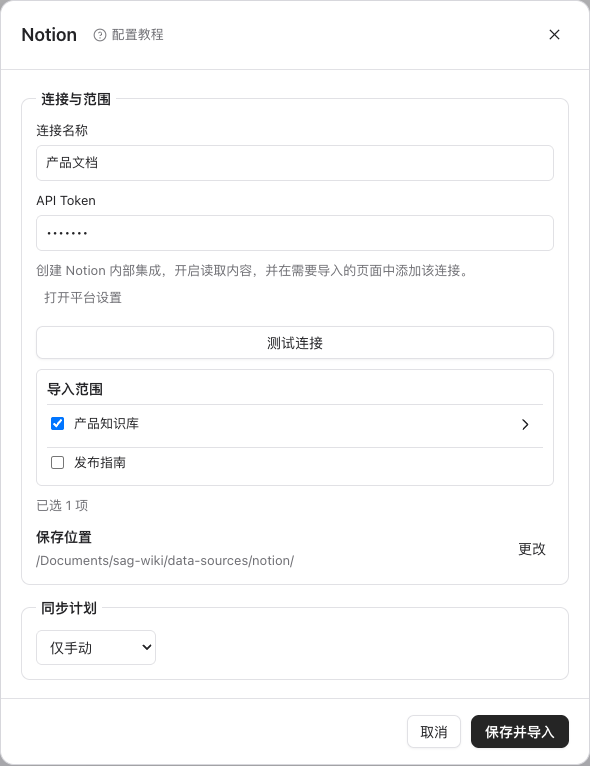 Notion
配置教程
连接与范围
连接名称
产品文档
API Token
•••••••
创建 Notion 内部集成，开启读取内容，并在需要导入的页面中添加该连接。
打开平台设置
测试连接
导入范围
产品知识库
发布指南
已选 1 项
保存位置
/Documents/sag-wiki/data-sources/notion/
更改
同步计划
仅手动
取消
保存并导入